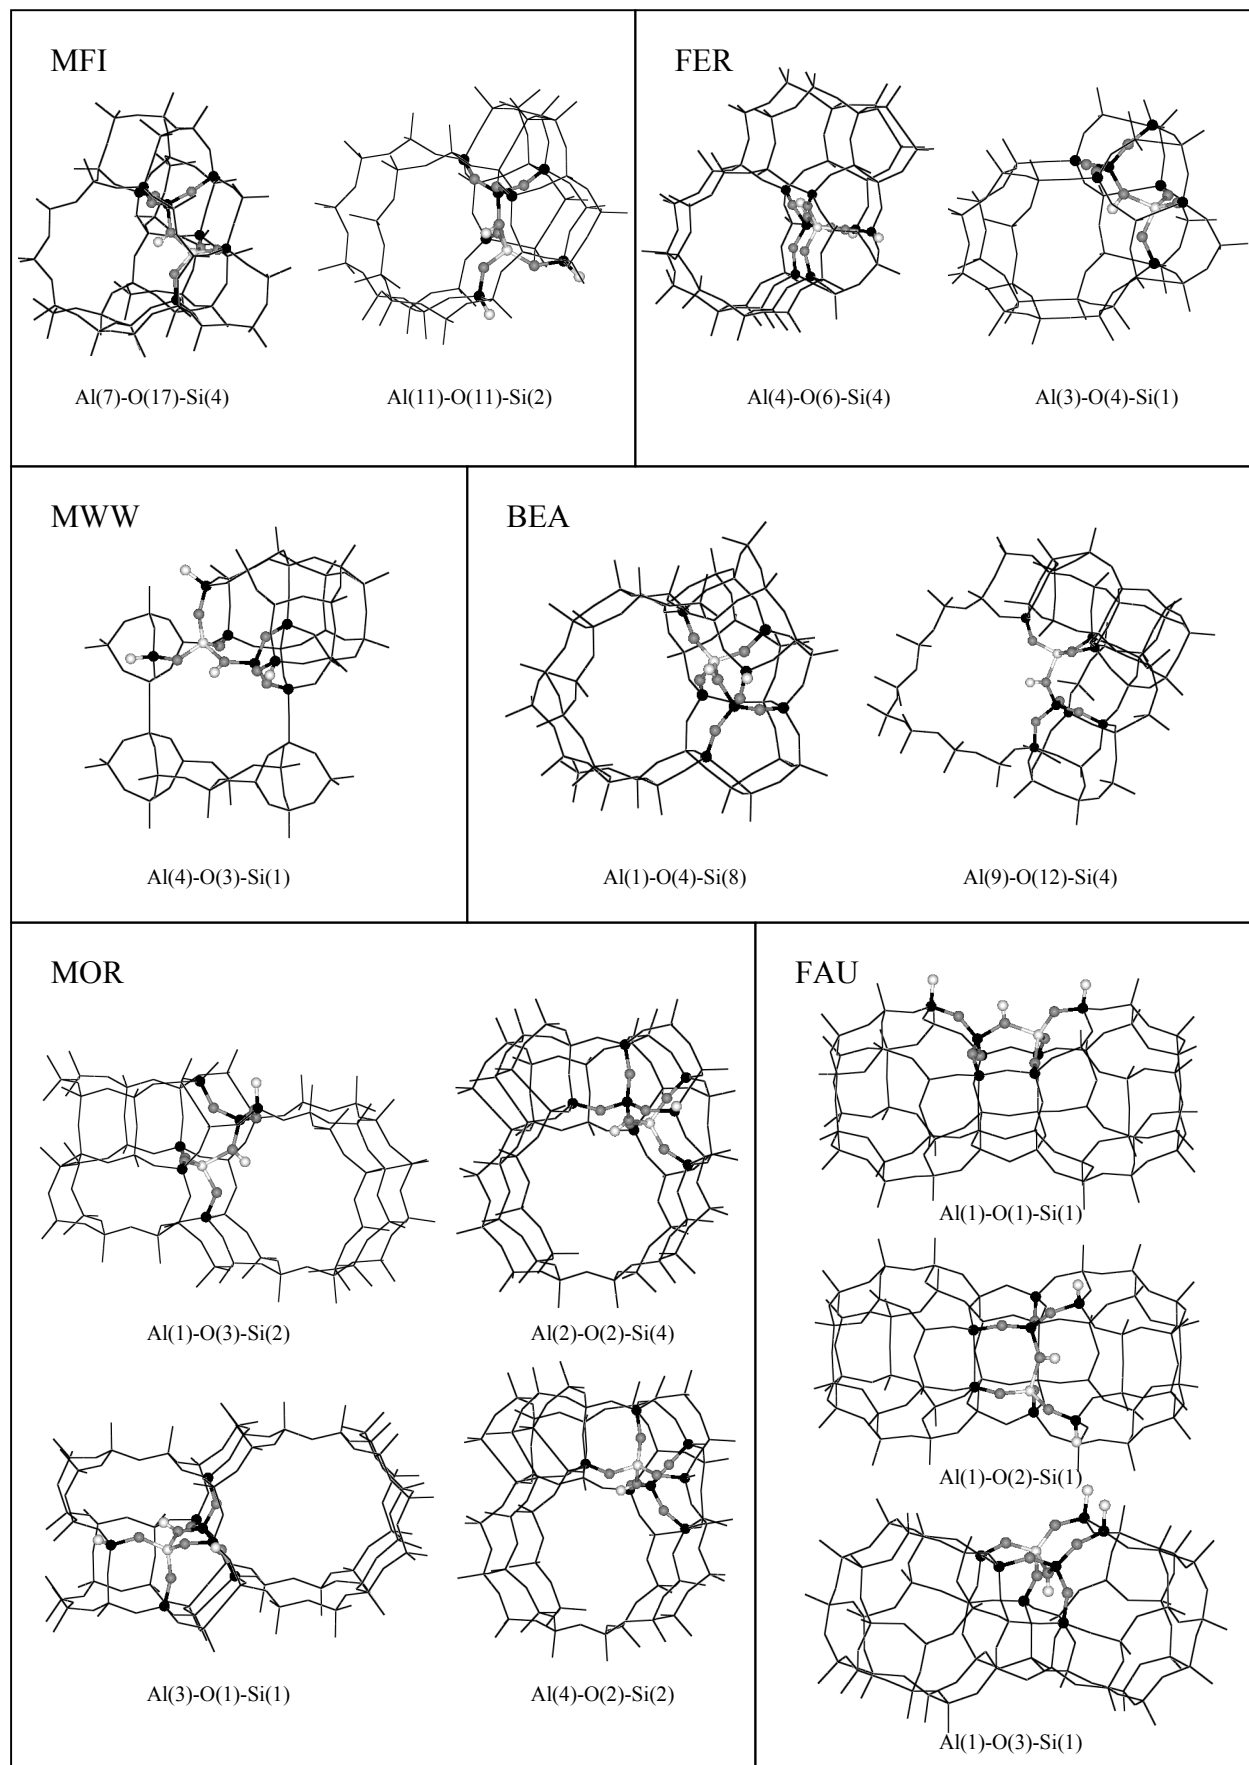 MFI
Al(7)-O(17)-Si(4)
Al(11)-O(11)-Si(2)
FER
Al(4)-O(6)-Si(4)
Al(3)-O(4)-Si(1)
MWW
Al(4)-O(3)-Si(1)
BEA
Al(1)-O(4)-Si(8)
Al(9)-O(12)-Si(4)
MOR
Al(1)-O(3)-Si(2)
Al(2)-O(2)-Si(4)
Al(3)-O(1)-Si(1)
Al(4)-O(2)-Si(2)
FAU
Al(1)-O(1)-Si(1)
Al(1)-O(2)-Si(1)
Al(1)-O(3)-Si(1)